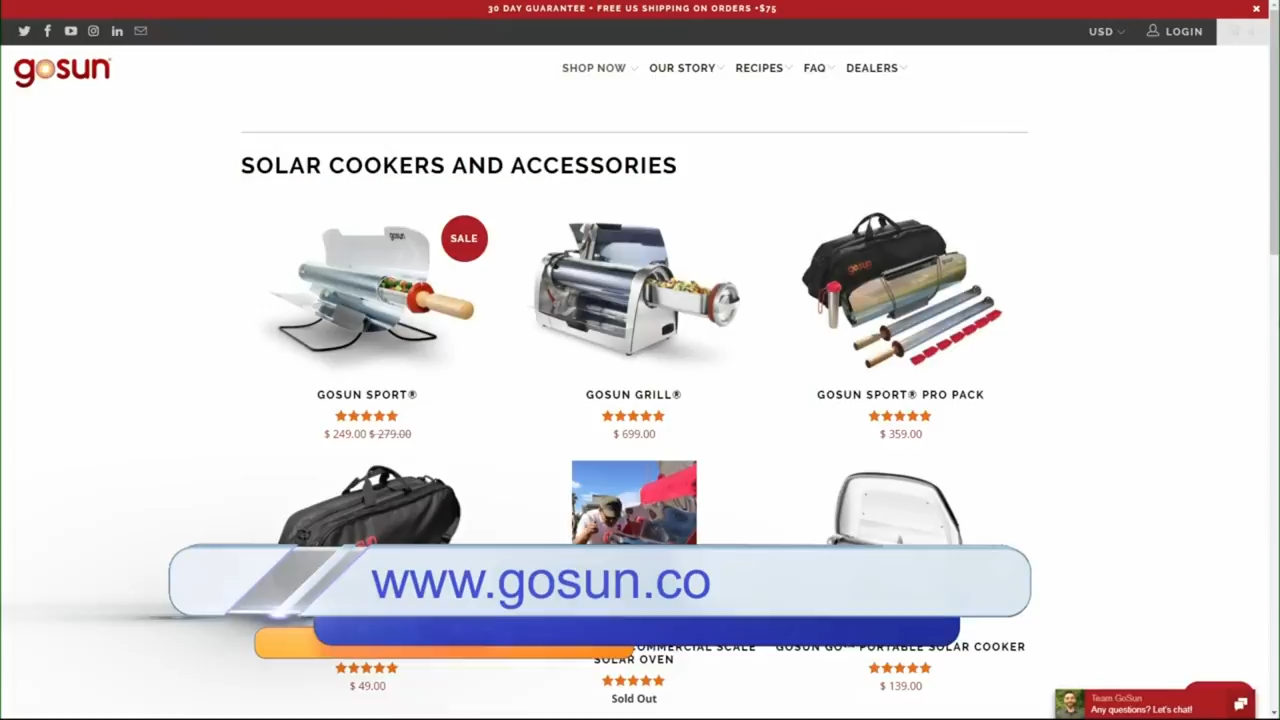 30 DAY GUARANTEE + FREE US SHIPPING ON ORDERS +$75
USD
LOGIN
gosun
SHOP NOW
OUR STORY
RECIPES
FAQ
DEALERS
SOLAR COOKERS AND ACCESSORIES
gosun
SALE
gosun
GOSUN SPORT®
GOSUN GRILL®
GOSUN SPORT® PRO PACK
$ 249.00 $ 279.00
$ 699.00
$ 359.00
www.gosun.co
COMMERCIAL SCALE
SOLAR OVEN
GOSUN GO™ PORTABLE SOLAR COOKER
$ 49.00
Sold Out
$ 139.00
Team GoSun
Any questions? Let's chat!